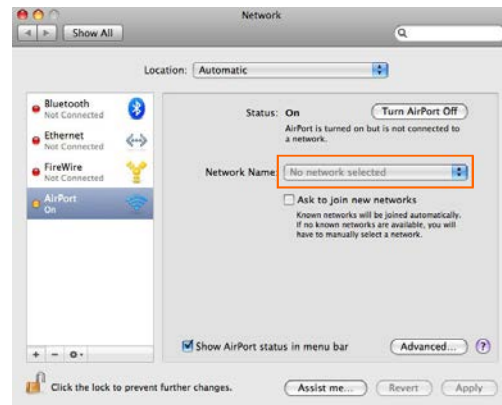 Network
Show All
Location: Automatic
Bluetooth
Not Connected
Ethernet
Not Connected
FireWire
Not Connected
AirPort
On
Status: On
Turn AirPort Off
AirPort is turned on but is not connected to
a network.
Network Name: No network selected
Ask to join new networks
Known networks will be joined automatically.
If no known networks are available, you will
have to manually select a network.
Show AirPort status in menu bar
Advanced...
?
Click the lock to prevent further changes.
Assist me...
Revert
Apply